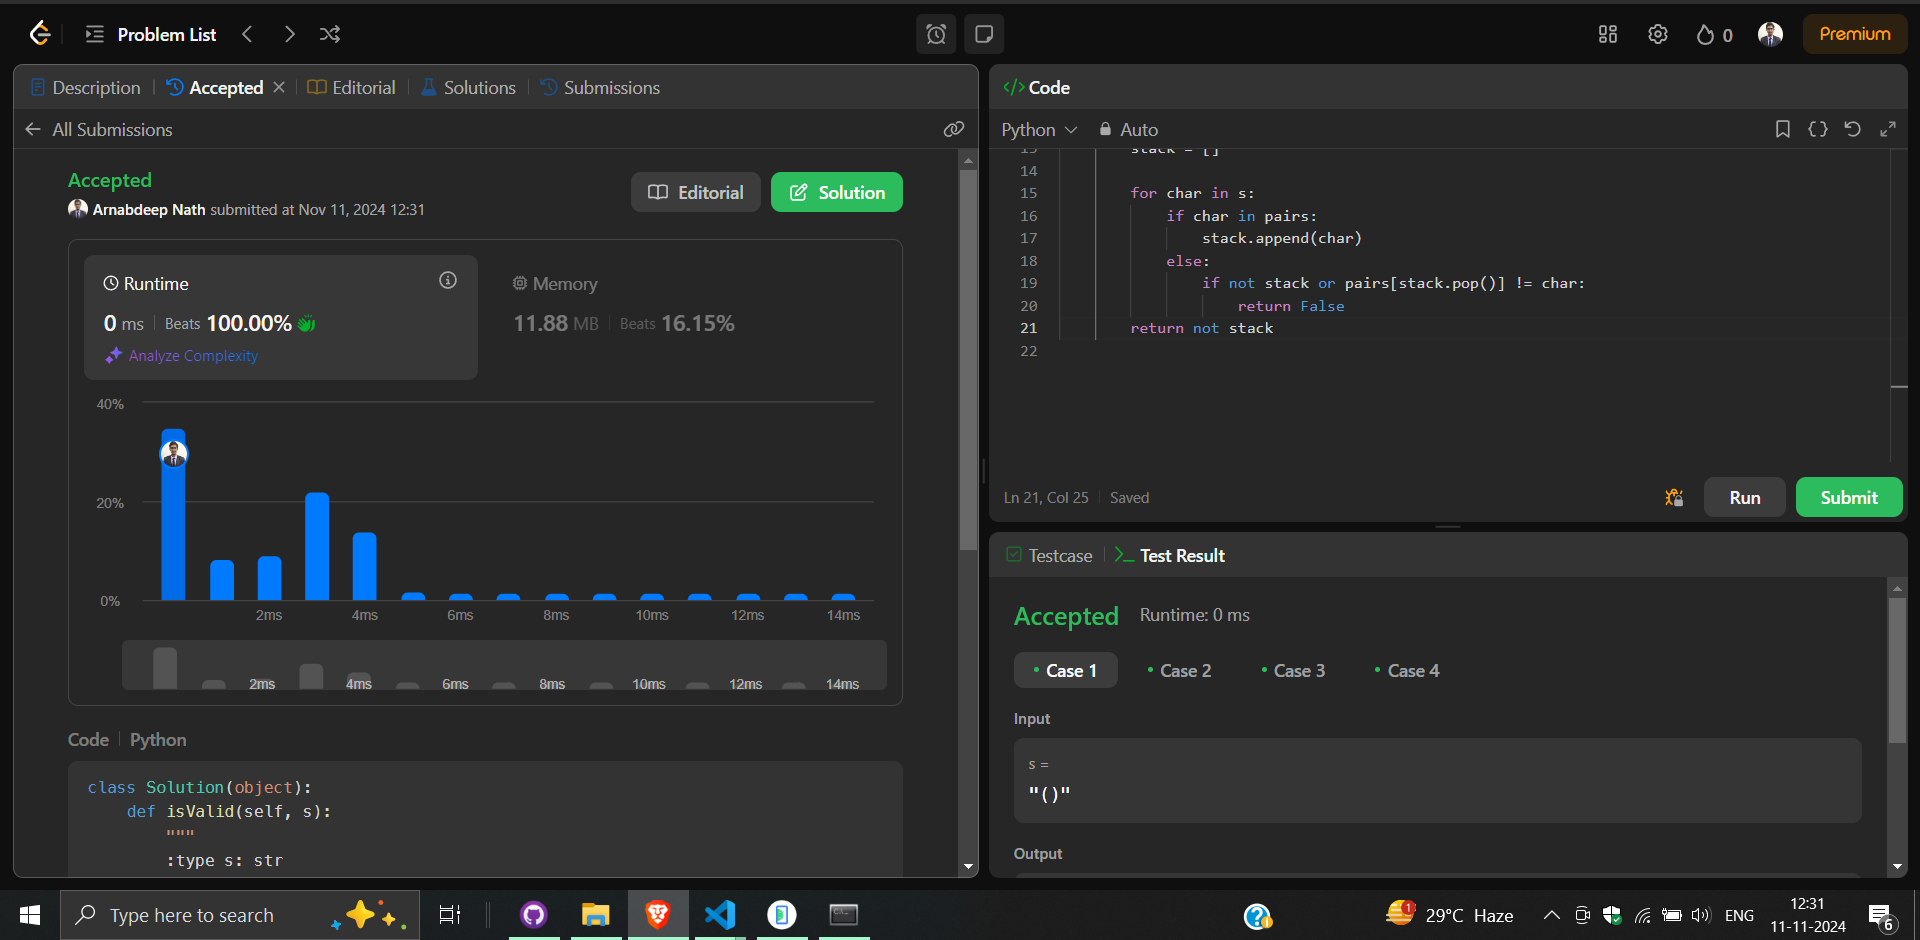 Problem List
0
Premium
Description
Accepted
Editorial
Solutions
Submissions
All Submissions
Accepted
Arnabdeep Nath submitted at Nov 11, 2024 12:31
Editorial
Solution
Runtime
0 ms
Beats 100.00%
Analyze Complexity
Memory
11.88 MB
Beats 16.15%
40%
20%
0%
2ms
4ms
6ms
8ms
10ms
12ms
14ms
2ms
4ms
6ms
8ms
10ms
12ms
14ms
Code
Python
class Solution(object):
def isValid(self, s):
"""
:type s: str
</> Code
Python
Auto
13 stack = []
14
15 for char in s:
16 if char in pairs:
17 stack.append(char)
18 else:
19 if not stack or pairs[stack.pop()] != char:
20 return False
21 return not stack
22
Ln 21, Col 25
Saved
Run
Submit
Testcase
Test Result
Accepted
Runtime: 0 ms
Case 1
Case 2
Case 3
Case 4
Input
s =
"()"
Output
Type here to search
1
29°C Haze
ENG
12:31
11-11-2024
6